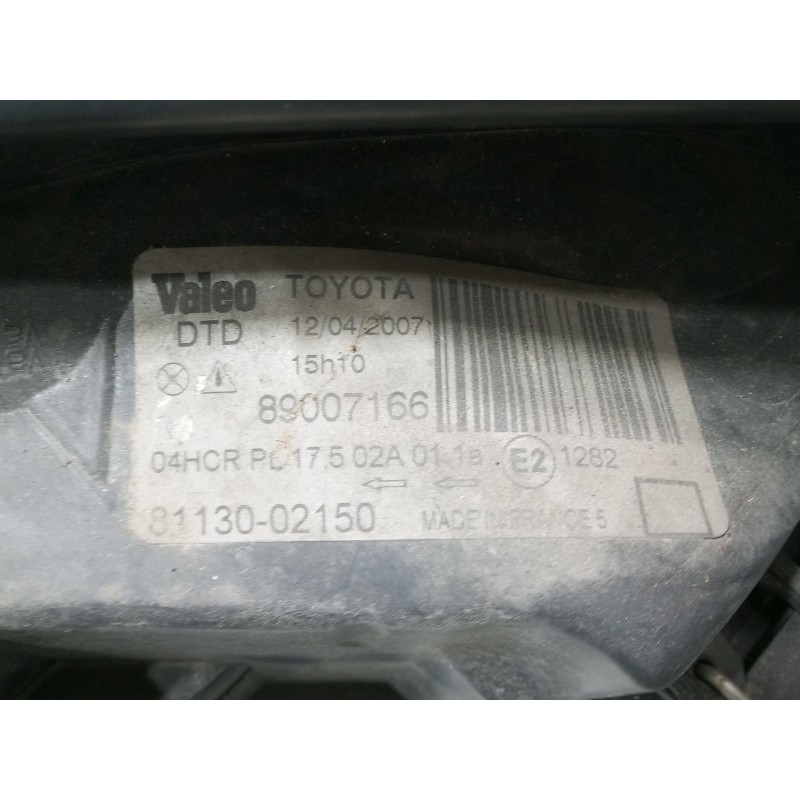 Valeo TOYOTA
DTD 12/04/2007
15h10
89007166
04HCR PL 17.5 02A 01 1a E2 1282
81130-02150 MADE IN FRANCE 5